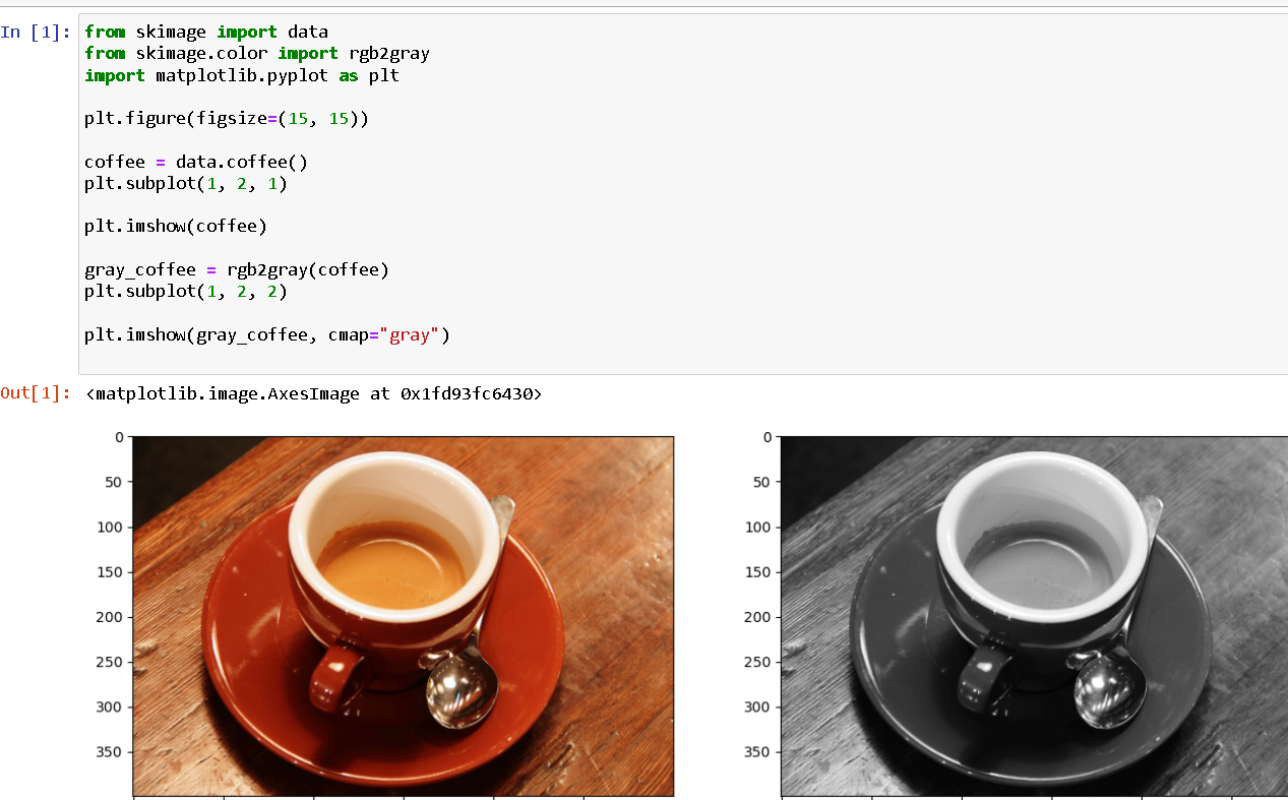 In [1]: from skimage import data
from skimage.color import rgb2gray
import matplotlib.pyplot as plt
plt.figure(figsize=(15, 15))
coffee = data.coffee()
plt.subplot(1, 2, 1)
plt.imshow(coffee)
gray_coffee = rgb2gray(coffee)
plt.subplot(1, 2, 2)
plt.imshow(gray_coffee, cmap="gray")
Out[1]: <matplotlib.image.AxesImage at 0x1fd93fc6430>
0
50
100
150
200
250
300
350
0
50
100
150
200
250
300
350